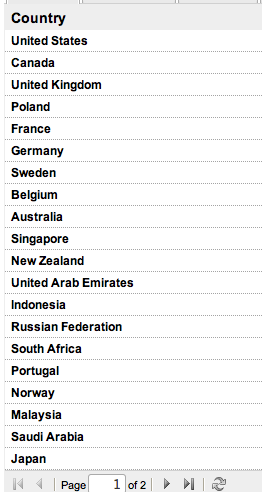 Country
United States
Canada
United Kingdom
Poland
France
Germany
Sweden
Belgium
Australia
Singapore
New Zealand
United Arab Emirates
Indonesia
Russian Federation
South Africa
Portugal
Norway
Malaysia
Saudi Arabia
Japan
Page 1 of 2